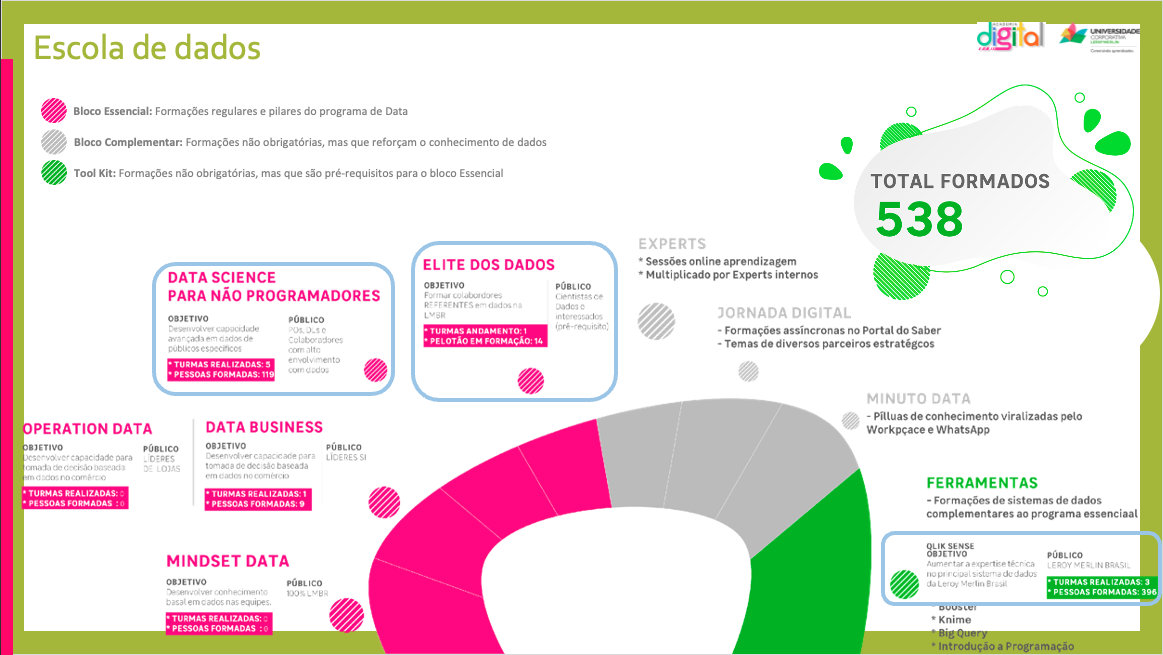 Escola de dados
ACADEMIA
digital
UNIVERSIDADE
CORPORATIVA
LEROY MERLIN
Bloco Essencial: Formações regulares e pilares do programa de Data
Bloco Complementar: Formações não obrigatórias, mas que reforçam o conhecimento de dados
Tool Kit: Formações não obrigatórias, mas que são pré-requisitos para o bloco Essencial
TOTAL FORMADOS
538
DATA SCIENCE
PARA NÃO PROGRAMADORES
OBJETIVO
Desenvolver capacidade
avançada em dados de
públicos específicos
* TURMAS REALIZADAS: 5
* PESSOAS FORMADAS: 119
PÚBLICO
POs, DLs e
Colaboradores
com alto
envolvimento
com dados
ELITE DOS DADOS
OBJETIVO
Formar colabordores
REFERENTES em dados na
LMBR
* TURMAS ANDAMENTO: 1
* PELOTÃO EM FORMAÇÃO: 14
PÚBLICO
Cientistas de
Dados o
interessados
(pré-requisito)
EXPERTS
* Sessões online aprendizagem
* Multiplicado por Experts internos
JORNADA DIGITAL
- Formações assíncronas no Portal do Saber
- Temas de diversos parceiros estratégcos
MINUTO DATA
- Pílluas de conhecimento viralizadas pelo
Workpçace e WhatsApp
OPERATION DATA
OBJETIVO
Desenvolver capacidade para
tomada de decisão baseada
em dados no comércio
* TURMAS REALIZADAS: 0
* PESSOAS FORMADAS : 0
PÚBLICO
LÍDERES
DE LOJAS
DATA BUSINESS
OBJETIVO
Desenvolver capacidade para
tomada de decisão baseada
em dados no comércio
* TURMAS REALIZADAS: 1
* PESSOAS FORMADAS: 9
PÚBLICO
LÍDERES SI
MINDSET DATA
OBJETIVO
Desenvolver conhecimento
basal em dados nas equipes.
* TURMAS REALIZADAS: 0
* PESSOAS FORMADAS : 0
PÚBLICO
100% LMBR
FERRAMENTAS
- Formações de sistemas de dados
complementares ao programa essenciaal
QLIK SENSE
OBJETIVO
Aumentar a expertise técnica
no principal sistema de dados
da Leroy Merlin Brasil
PÚBLICO
LEROY MERLIN BRASIL
* TURMAS REALIZADAS: 3
* PESSOAS FORMADAS: 396
* Booster
* Knime
* Big Query
* Introdução a Programação